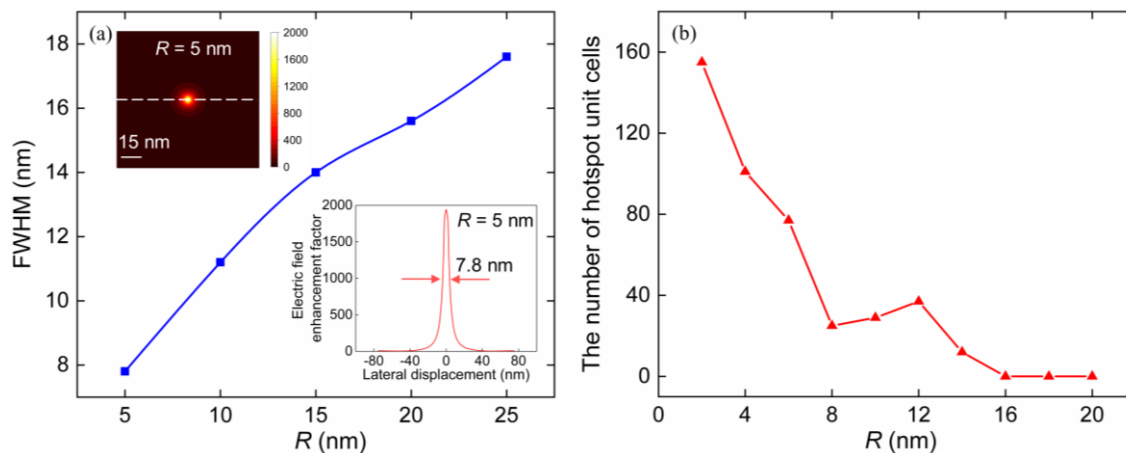 (a)
R = 5 nm
15 nm
2000
1600
1200
800
400
0
18
16
14
12
10
8
FWHM (nm)
5
10
15
20
25
R (nm)
2000
1500
1000
500
0
Electric field
enhancement factor
R = 5 nm
7.8 nm
-80
-40
0
40
80
Lateral displacement (nm)
(b)
160
120
80
40
0
The number of hotspot unit cells
0
4
8
12
16
20
R (nm)